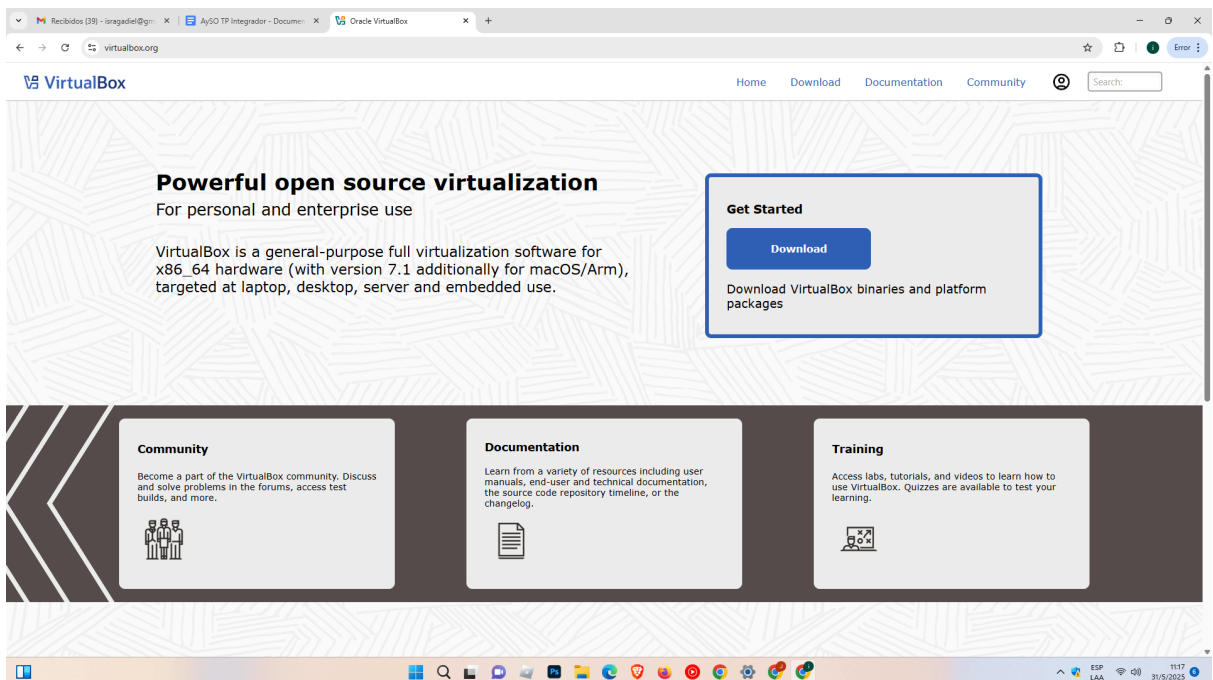 Recibidos (39) - isragadiel@gm
AySO TP Integrador - Documen
Oracle VirtualBox
virtualbox.org
Error
VirtualBox
Home
Download
Documentation
Community
Search:
Powerful open source virtualization
For personal and enterprise use
VirtualBox is a general-purpose full virtualization software for
x86_64 hardware (with version 7.1 additionally for macOS/Arm),
targeted at laptop, desktop, server and embedded use.
Get Started
Download
Download VirtualBox binaries and platform
packages
Community
Become a part of the VirtualBox community. Discuss
and solve problems in the forums, access test
builds, and more.
Documentation
Learn from a variety of resources including user
manuals, end-user and technical documentation,
the source code repository timeline, or the
changelog.
Training
Access labs, tutorials, and videos to learn how to
use VirtualBox. Quizzes are available to test your
learning.
Ps
ESP
LAA
11:17
31/5/2025